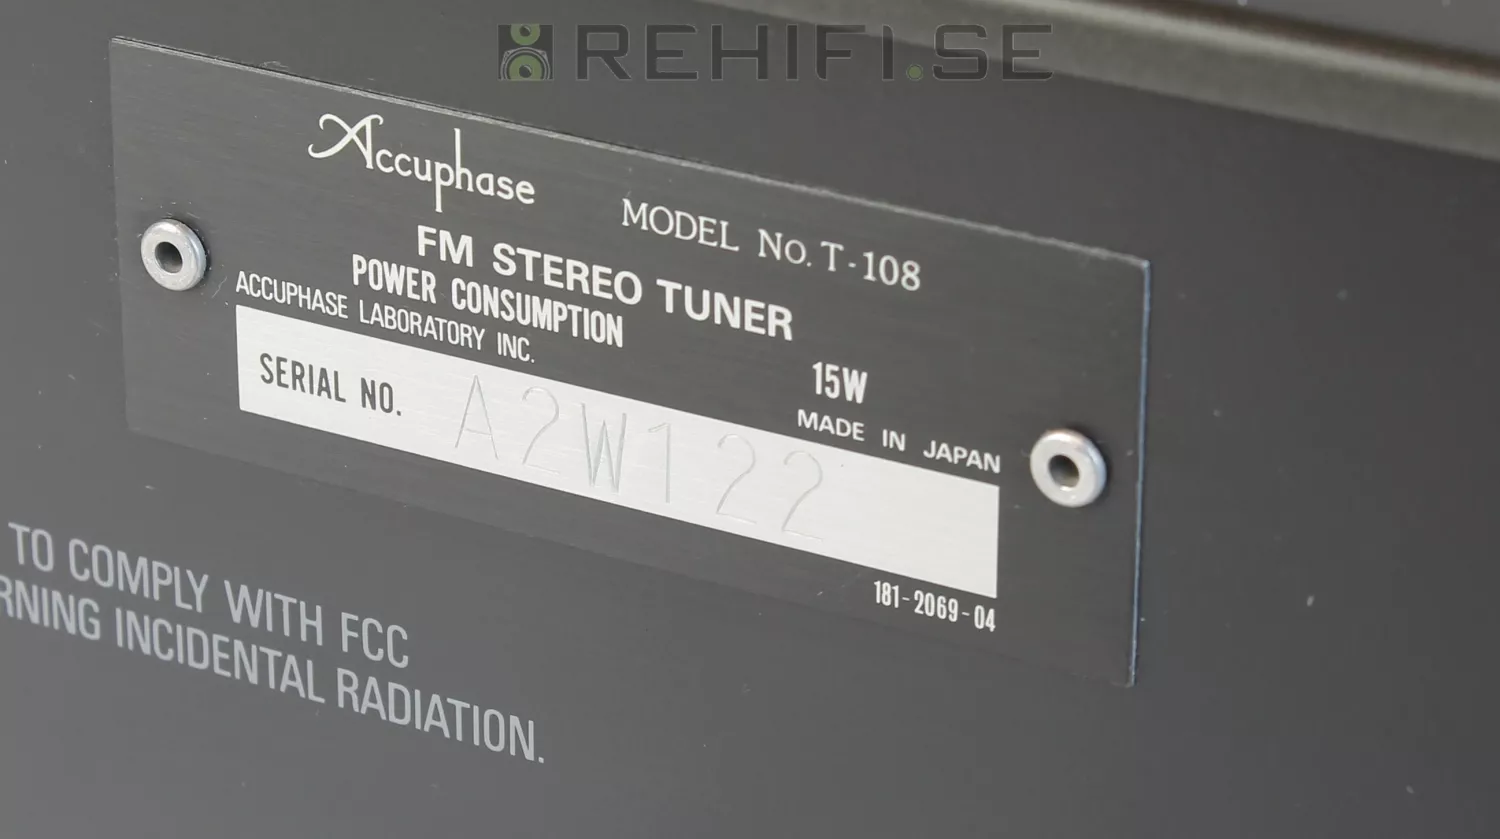 REHIFI.SE
Accuphase
MODEL No. T-108
FM STEREO TUNER
POWER CONSUMPTION 15W
ACCUPHASE LABORATORY INC. MADE IN JAPAN
SERIAL NO. A2W122
181-2069-04
TO COMPLY WITH FCC
RNING INCIDENTAL RADIATION.